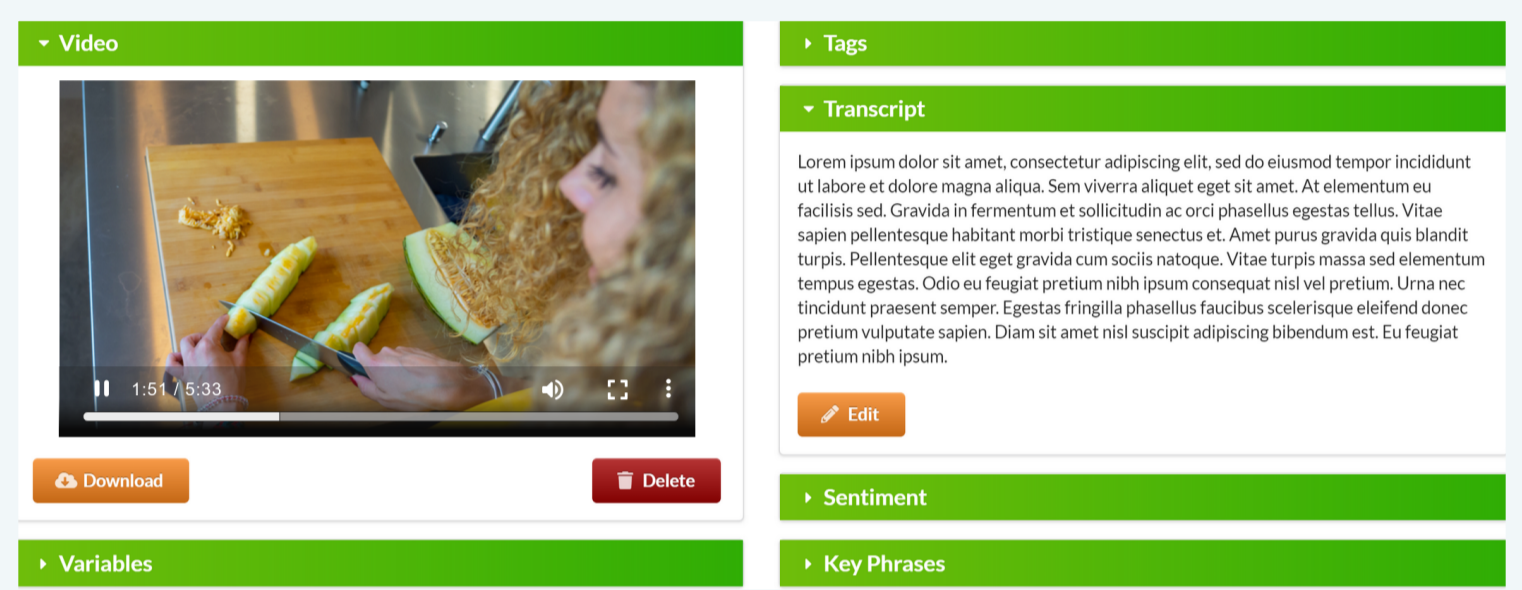 Video
1:51 / 5:33
Download
Delete
Variables
Tags
Transcript
Lorem ipsum dolor sit amet, consectetur adipiscing elit, sed do eiusmod tempor incididunt
ut labore et dolore magna aliqua. Sem viverra aliquet eget sit amet. At elementum eu
facilisis sed. Gravida in fermentum et sollicitudin ac orci phasellus egestas tellus. Vitae
sapien pellentesque habitant morbi tristique senectus et. Amet purus gravida quis blandit
turpis. Pellentesque elit eget gravida cum sociis natoque. Vitae turpis massa sed elementum
tempus egestas. Odio eu feugiat pretium nibh ipsum consequat nisl vel pretium. Urna nec
tincidunt praesent semper. Egestas fringilla phasellus faucibus scelerisque eleifend donec
pretium vulputate sapien. Diam sit amet nisl suscipit adipiscing bibendum est. Eu feugiat
pretium nibh ipsum.
Edit
Sentiment
Key Phrases